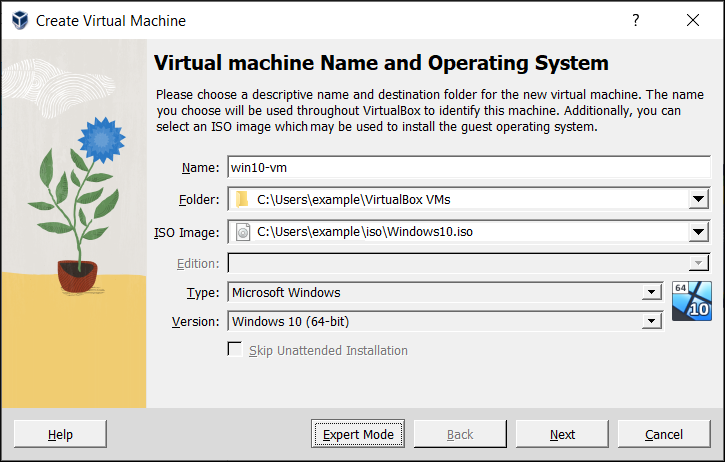 Create Virtual Machine
?
Virtual machine Name and Operating System
Please choose a descriptive name and destination folder for the new virtual machine. The name
you choose will be used throughout VirtualBox to identify this machine. Additionally, you can
select an ISO image which may be used to install the guest operating system.
Name: win10-vm
Folder: C:\Users\example\VirtualBox VMs
ISO Image: C:\Users\example\iso\Windows10.iso
Edition:
Type: Microsoft Windows
64
10
Version: Windows 10 (64-bit)
Skip Unattended Installation
Help Expert Mode Back Next Cancel